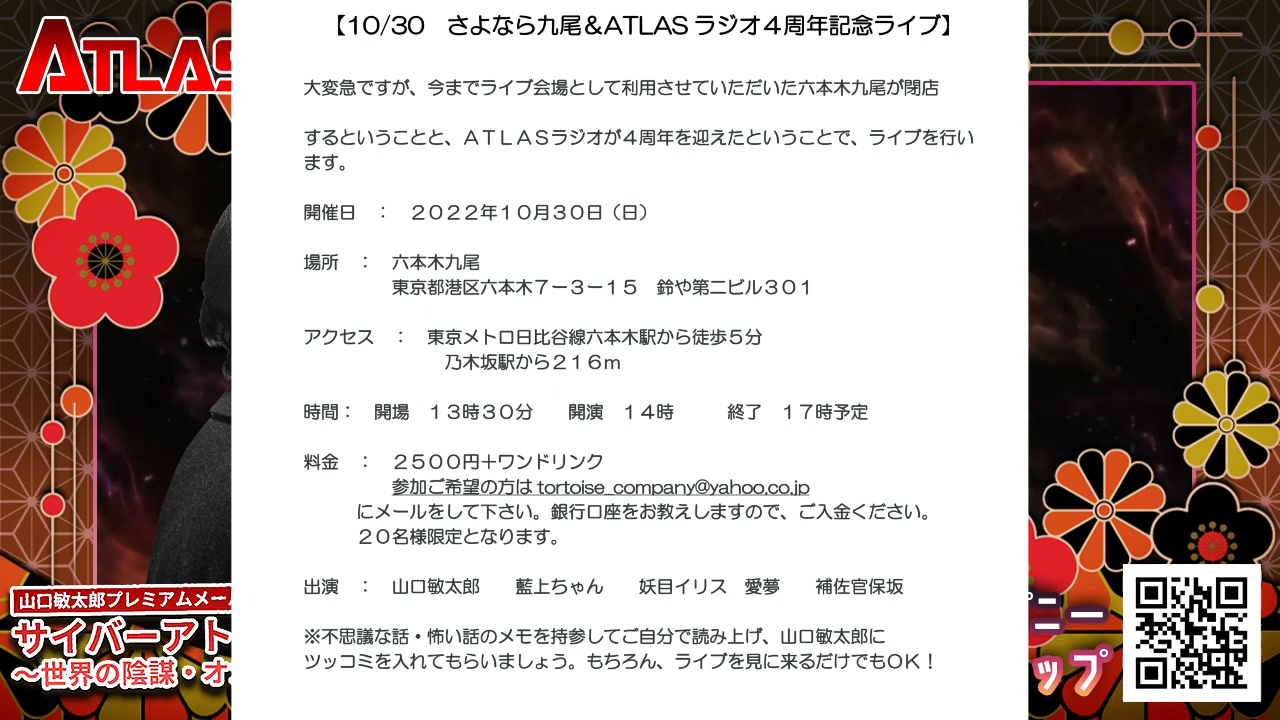 【10/30　さよなら九尾＆ATLAS ラジオ４周年記念ライブ】
大変急ですが、今までライブ会場として利用させていただいた六本木九尾が閉店
するということと、ＡＴＬＡＳラジオが４周年を迎えたということで、ライブを行い
ます。
開催日　：　２０２２年１０月３０日（日）
場所　：　六本木九尾
東京都港区六本木７ー３ー１５　鈴や第二ビル３０１
アクセス　：　東京メトロ日比谷線六本木駅から徒歩５分
乃木坂駅から２１６ｍ
時間：　開場　１３時３０分　　開演　１４時　　　終了　１７時予定
料金　：　２５００円＋ワンドリンク
参加ご希望の方は tortoise_company@yahoo.co.jp
にメールをして下さい。銀行口座をお教えしますので、ご入金ください。
２０名様限定となります。
出演　：　山口敏太郎　　藍上ちゃん　　妖目イリス　愛夢　　補佐官保坂
※不思議な話・怖い話のメモを持参してご自分で読み上げ、山口敏太郎に
ツッコミを入れてもらいましょう。もちろん、ライブを見に来るだけでもＯＫ！
ATLAS
山口敏太郎プレミアムメール
サイバーアト
～世界の陰謀・オ
ニー
ップ